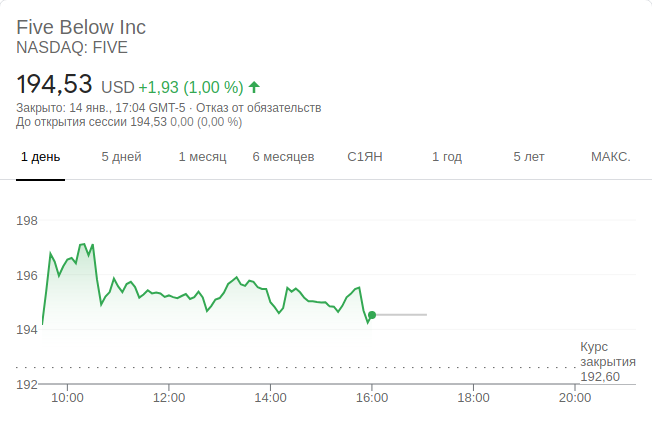 Five Below Inc
NASDAQ: FIVE
194,53 USD +1,93 (1,00 %)
Закрыто: 14 янв., 17:04 GMT-5 · Отказ от обязательств
До открытия сессии 194,53 0,00 (0,00 %)
1 день 5 дней 1 месяц 6 месяцев С1ЯН 1 год 5 лет МАКС.
198
196
194
Курс
закрытия
192,60
192
10:00 12:00 14:00 16:00 18:00 20:00